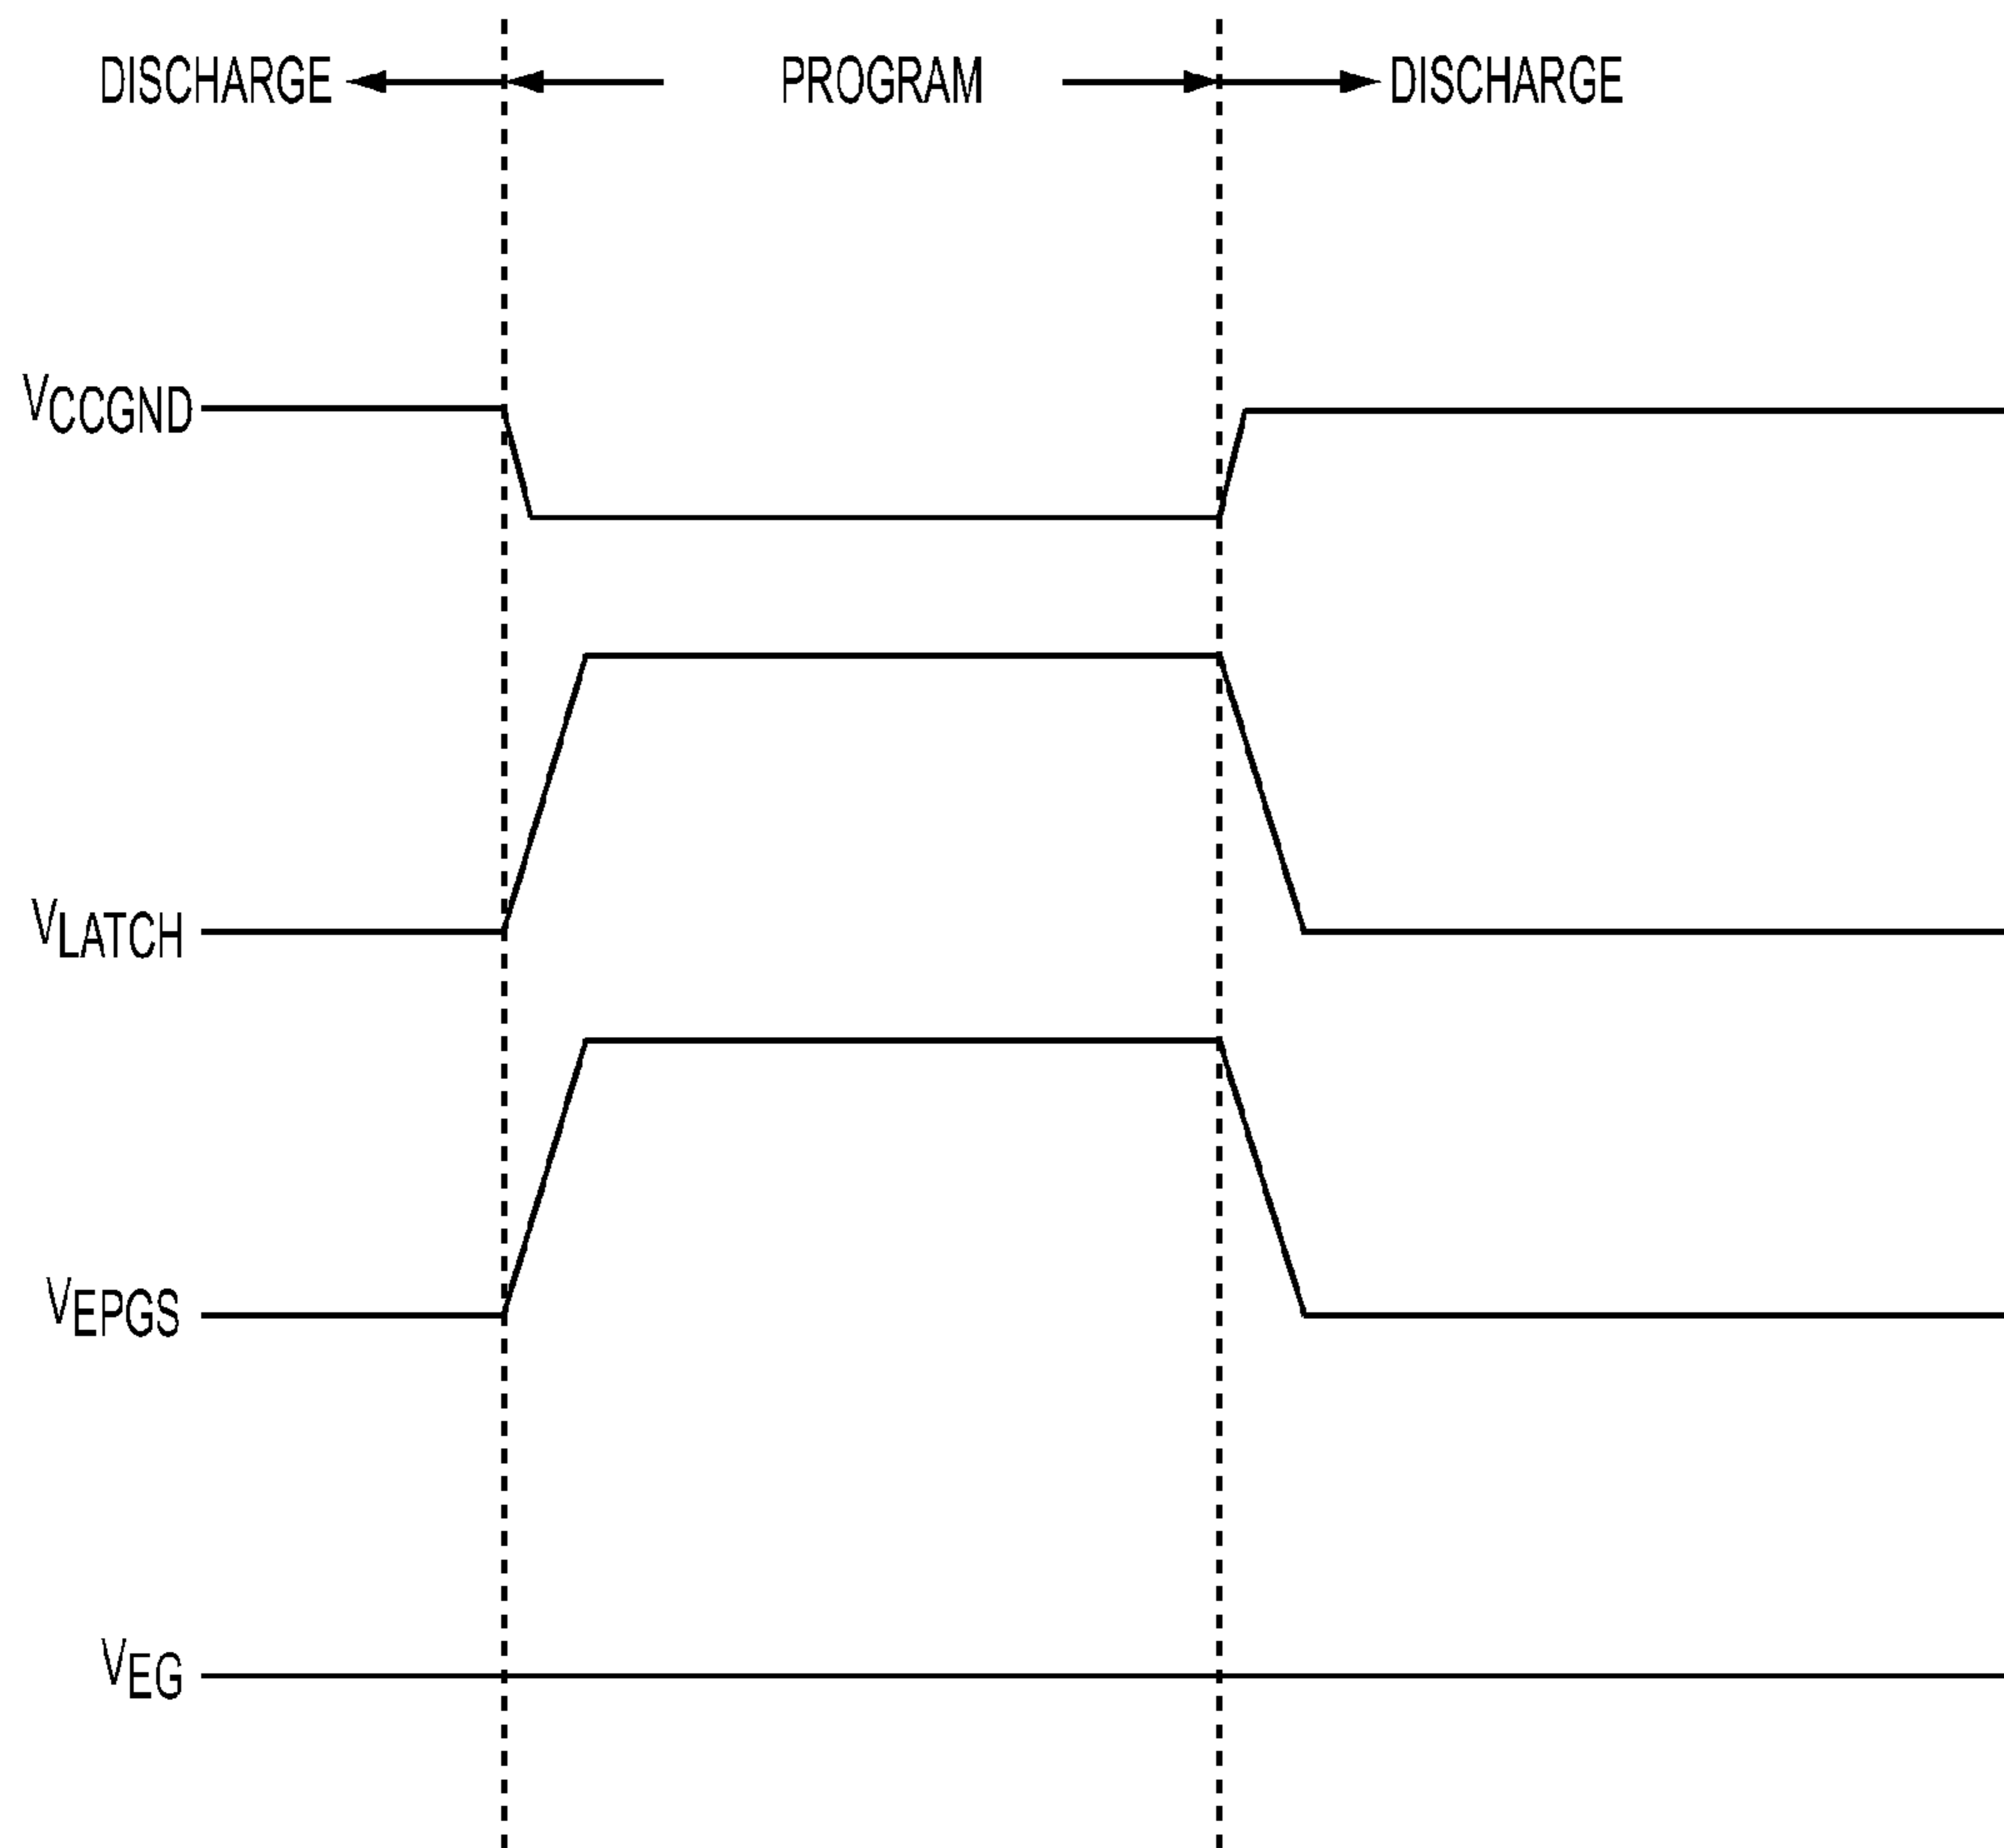 DISCHARGE PROGRAM DISCHARGE
VCCGND
VLATCH
VEPGS
VEG